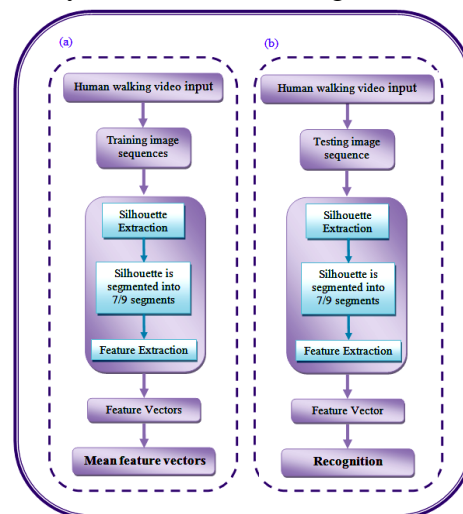 (a)
Human walking video input
Training image
sequences
Silhouette
Extraction
Silhouette is
segmented into
7/9 segments
Feature Extraction
Feature Vectors
Mean feature vectors
(b)
Human walking video input
Testing image
sequence
Silhouette
Extraction
Silhouette is
segmented into
7/9 segments
Feature Extraction
Feature Vector
Recognition